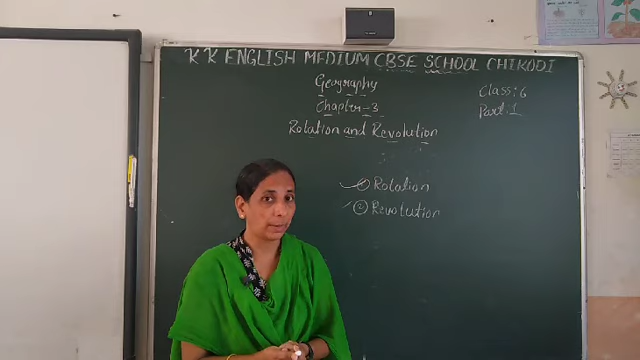 K K ENGLISH MEDIUM CBSE SCHOOL CHIKODI
Geography
Class: 6
Chapter-3
Part:1
Rotation and Revolution
① Rotation
② Revolution